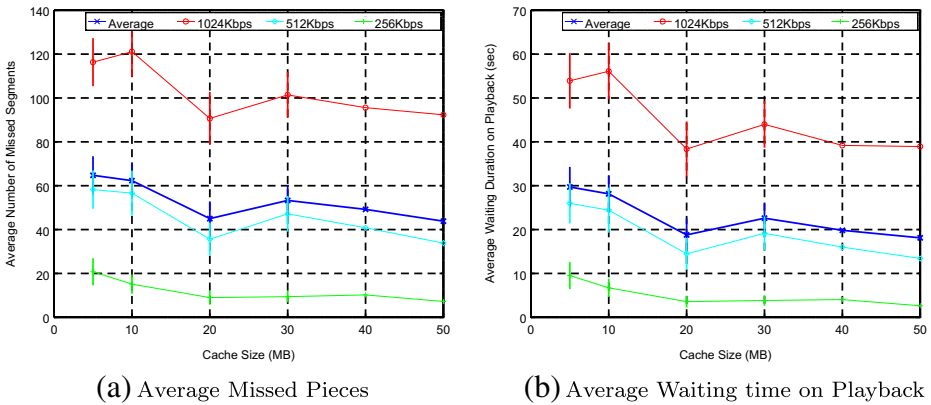 Average 1024Kbps 512Kbps 256Kbps
140
120
100
80
60
40
20
0
0 10 20 30 40 50
Average Number of Missed Segments
Cache Size (MB)
(a) Average Missed Pieces
Average 1024Kbps 512Kbps 256Kbps
70
60
50
40
30
20
10
0
0 10 20 30 40 50
Average Waiting Duration on Playback (sec)
Cache Size (MB)
(b) Average Waiting time on Playback